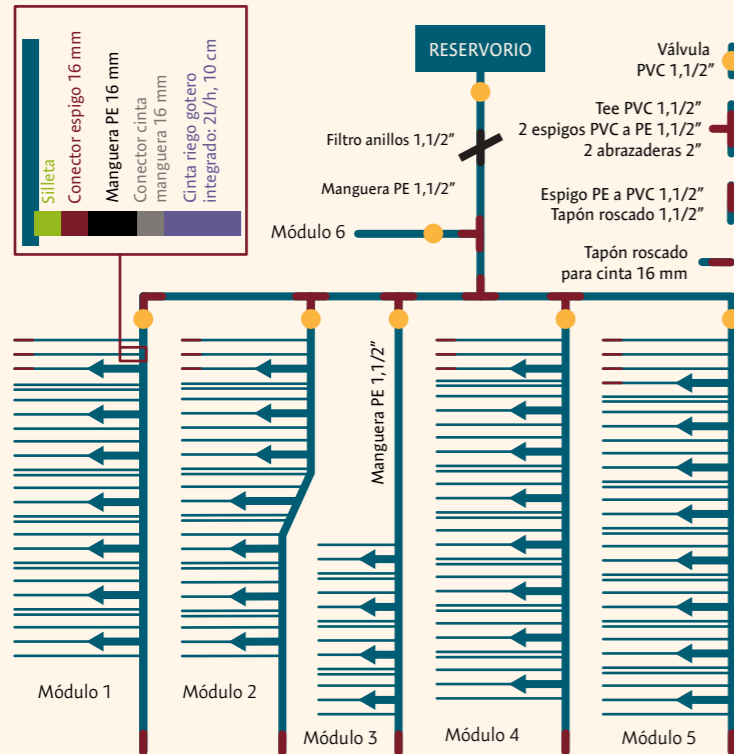 Silleta
Conector espigo 16 mm
Manguera PE 16 mm
Conector cinta
manguera 16 mm
Cinta riego gotero
integrado: 2L/h, 10 cm
RESERVORIO
Válvula
PVC 1,1/2”
Filtro anillos 1,1/2”
Tee PVC 1,1/2”
2 espigos PVC a PE 1,1/2”
2 abrazaderas 2”
Manguera PE 1,1/2”
Espigo PE a PVC 1,1/2”
Tapón roscado 1,1/2”
Módulo 6
Tapón roscado
para cinta 16 mm
Manguera PE 1,1/2”
Módulo 1
Módulo 2
Módulo 3
Módulo 4
Módulo 5